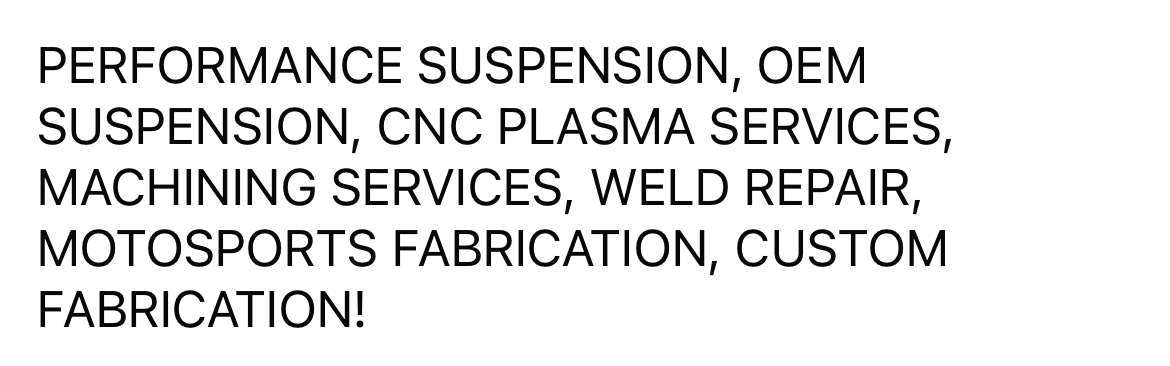 PERFORMANCE SUSPENSION, OEM
SUSPENSION, CNC PLASMA SERVICES,
MACHINING SERVICES, WELD REPAIR,
MOTOSPORTS FABRICATION, CUSTOM
FABRICATION!